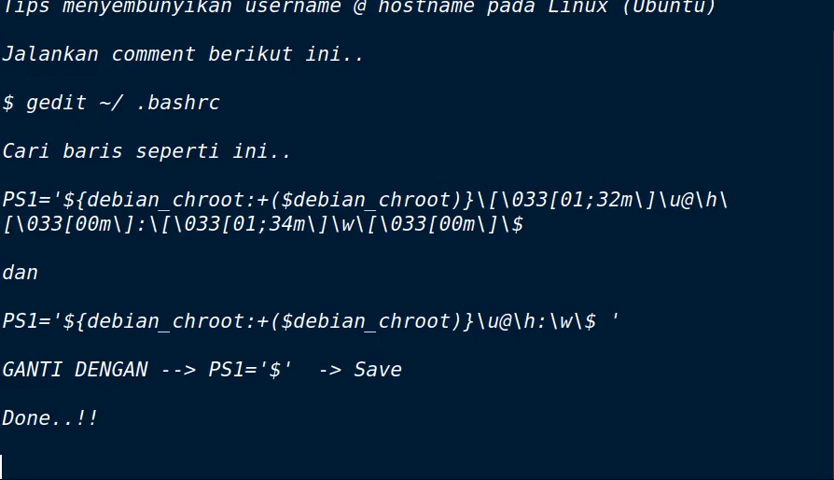 Tips menyembunyikan username @ hostname pada Linux (Ubuntu)
Jalankan comment berikut ini..
$ gedit ~/ .bashrc
Cari baris seperti ini..
PS1='${debian_chroot:+($debian_chroot)}\[\033[01;32m\]\u@\h\
[\033[00m\]:\[\033[01;34m\]\w\[\033[00m\]\$
dan
PS1='${debian_chroot:+($debian_chroot)}\u@\h:\w\$ '
GANTI DENGAN --> PS1='$'  -> Save
Done..!!